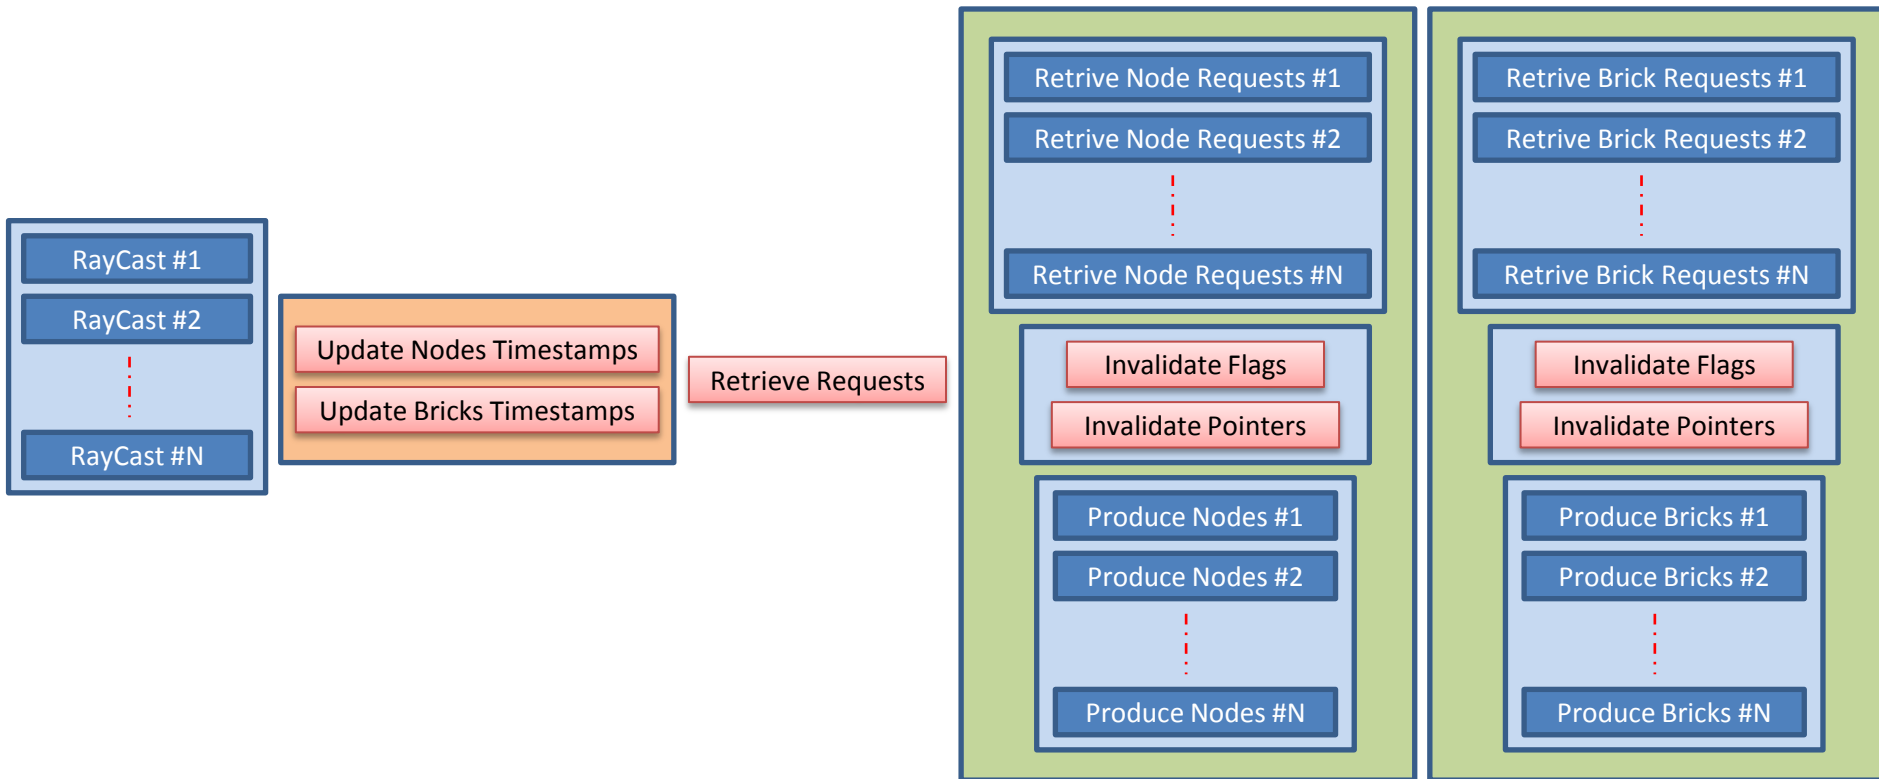 RayCast #1
RayCast #2
RayCast #N
Update Nodes Timestamps
Update Bricks Timestamps
Retrieve Requests
Retrive Node Requests #1
Retrive Node Requests #2
Retrive Node Requests #N
Invalidate Flags
Invalidate Pointers
Produce Nodes #1
Produce Nodes #2
Produce Nodes #N
Retrive Brick Requests #1
Retrive Brick Requests #2
Retrive Brick Requests #N
Invalidate Flags
Invalidate Pointers
Produce Bricks #1
Produce Bricks #2
Produce Bricks #N